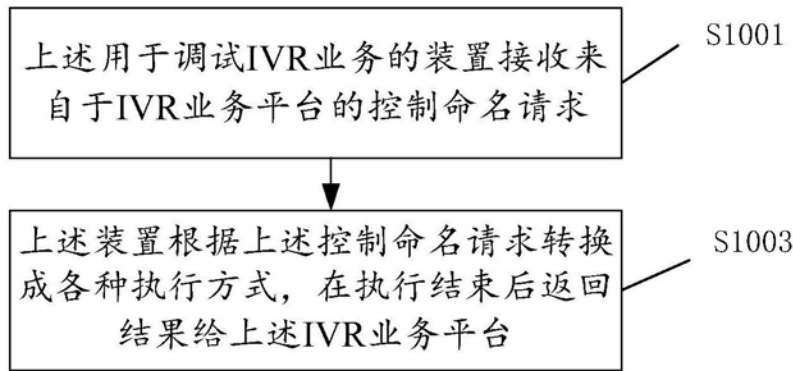 上述用于调试IVR业务的装置接收来
自于IVR业务平台的控制命名请求
S1001
上述装置根据上述控制命名请求转换
成各种执行方式，在执行结束后返回
结果给上述IVR业务平台
S1003